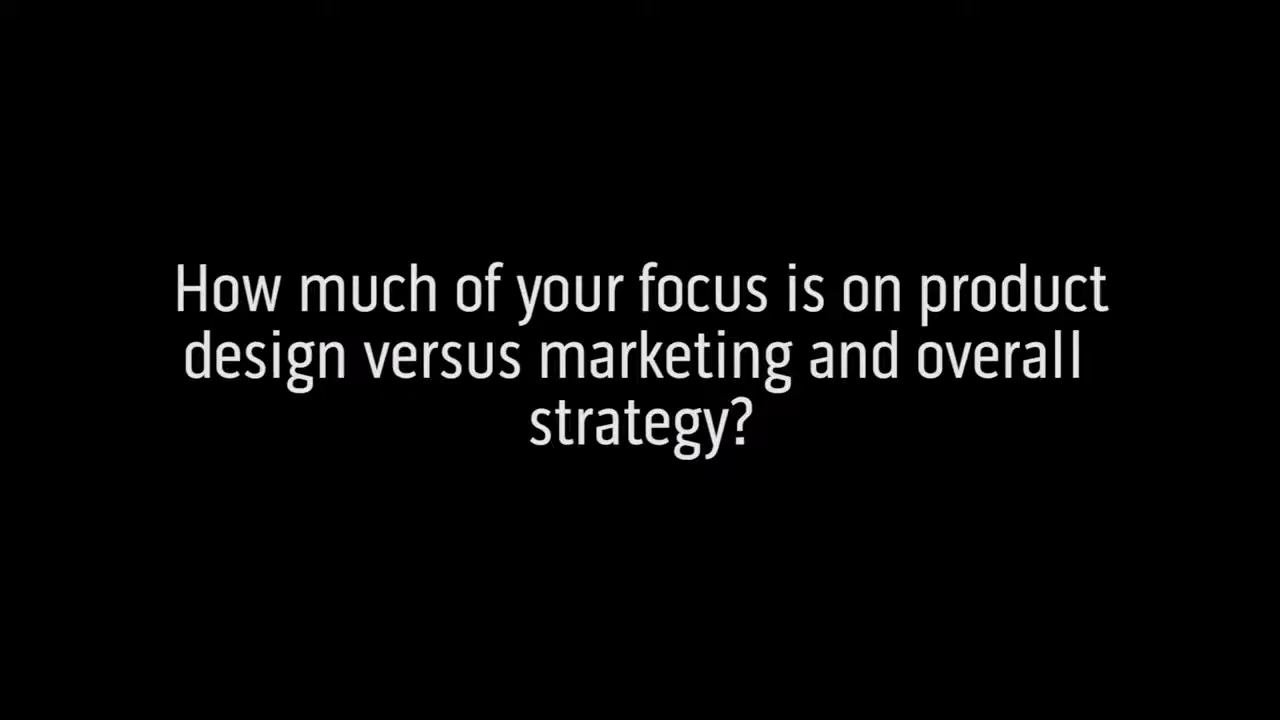 How much of your focus is on product
design versus marketing and overall
strategy?